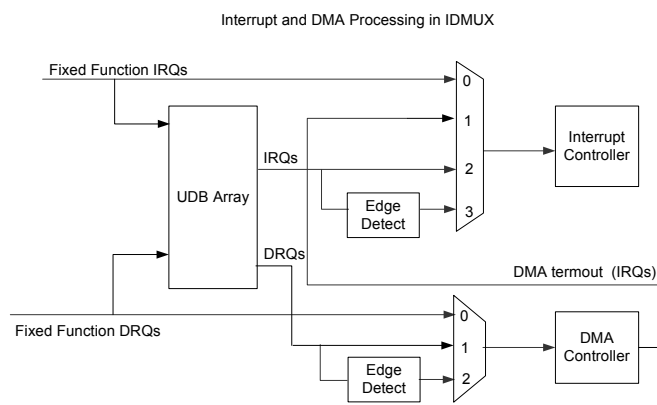 Interrupt and DMA Processing in IDMUX
Fixed Function IRQs
0
1
Interrupt
Controller
IRQs
2
UDB Array
Edge
Detect
3
DRQs
DMA termout (IRQs)
Fixed Function DRQs
0
1
DMA
Controller
Edge
Detect
2